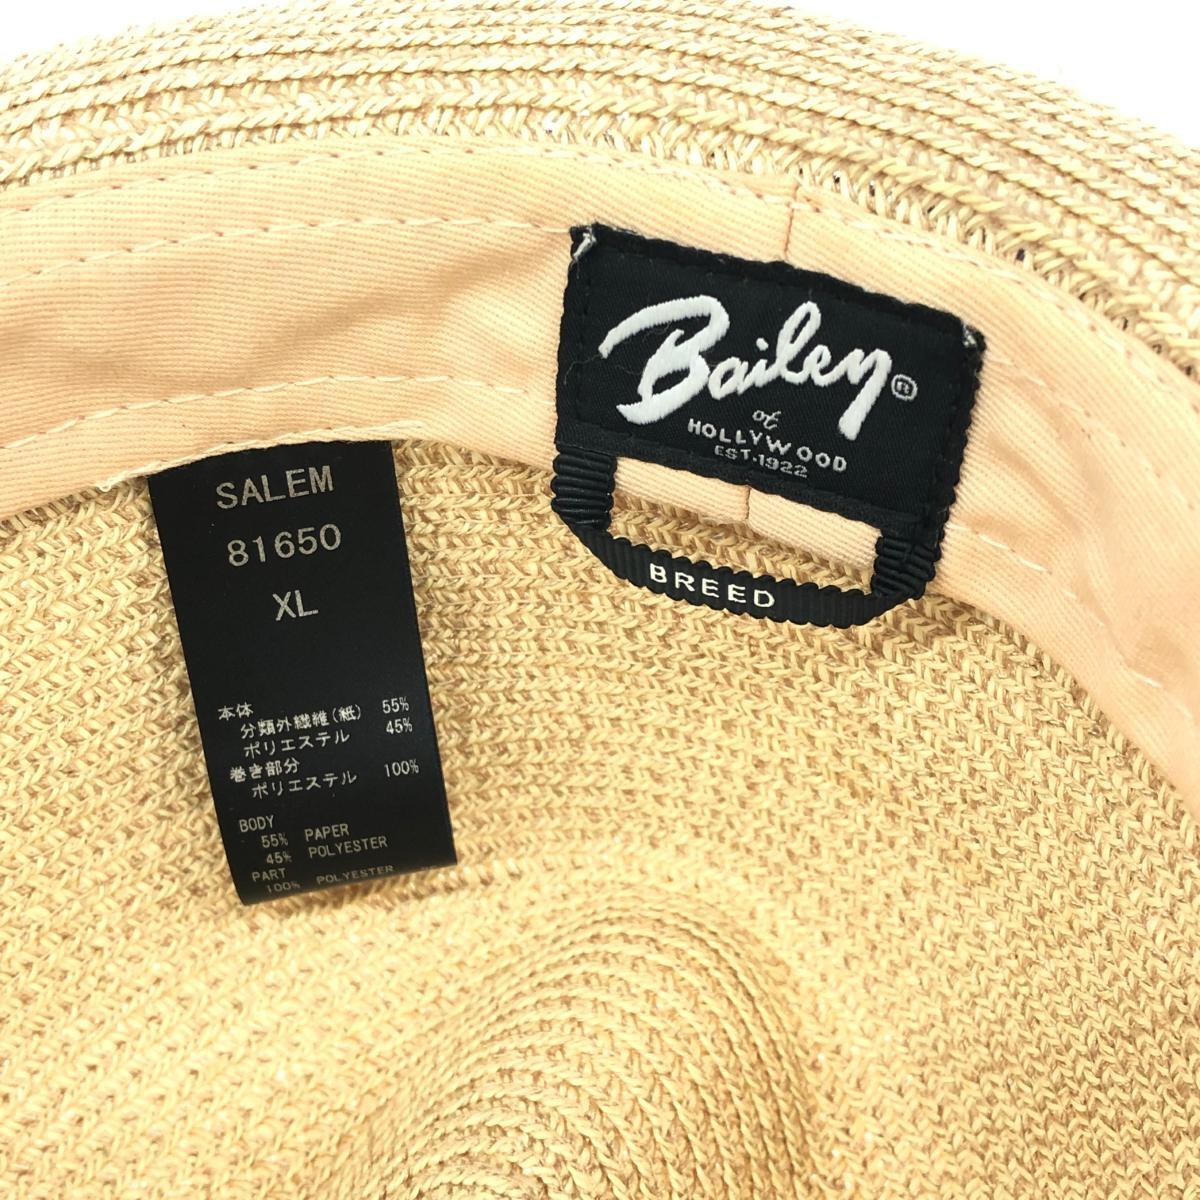 Bailey®
of
HOLLYWOOD
EST.1922
BREED
SALEM
81650
XL
本体
分類外繊維(紙) 55%
ポリエステル 45%
巻き部分
ポリエステル 100%
BODY
55% PAPER
45% POLYESTER
PART
100% POLYESTER